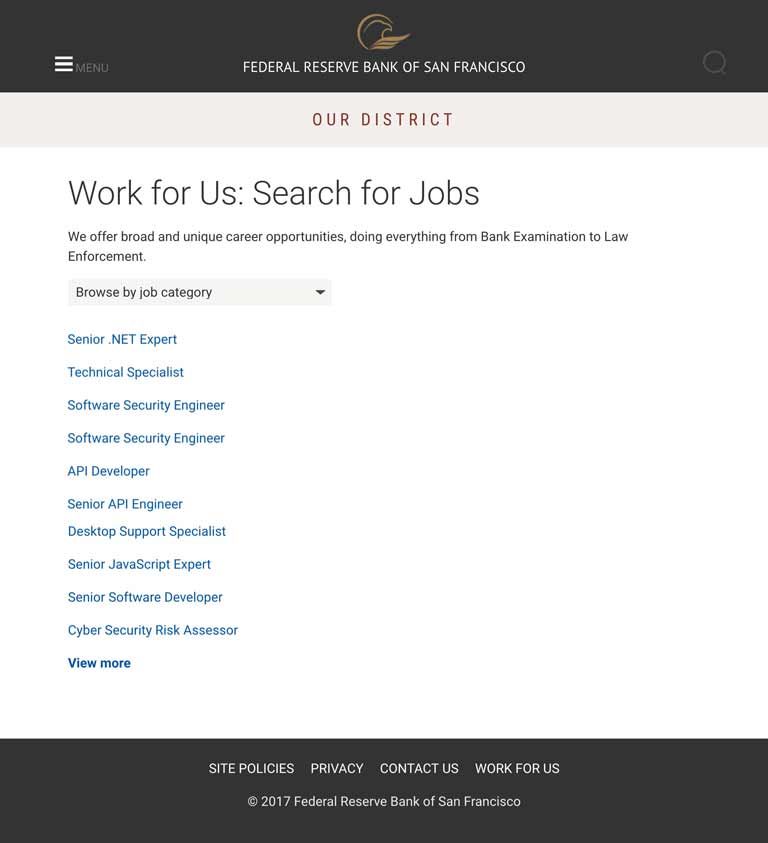 MENU
FEDERAL RESERVE BANK OF SAN FRANCISCO
OUR DISTRICT
Work for Us: Search for Jobs
We offer broad and unique career opportunities, doing everything from Bank Examination to Law
Enforcement.
Browse by job category
Senior .NET Expert
Technical Specialist
Software Security Engineer
Software Security Engineer
API Developer
Senior API Engineer
Desktop Support Specialist
Senior JavaScript Expert
Senior Software Developer
Cyber Security Risk Assessor
View more
SITE POLICIES PRIVACY CONTACT US WORK FOR US
© 2017 Federal Reserve Bank of San Francisco